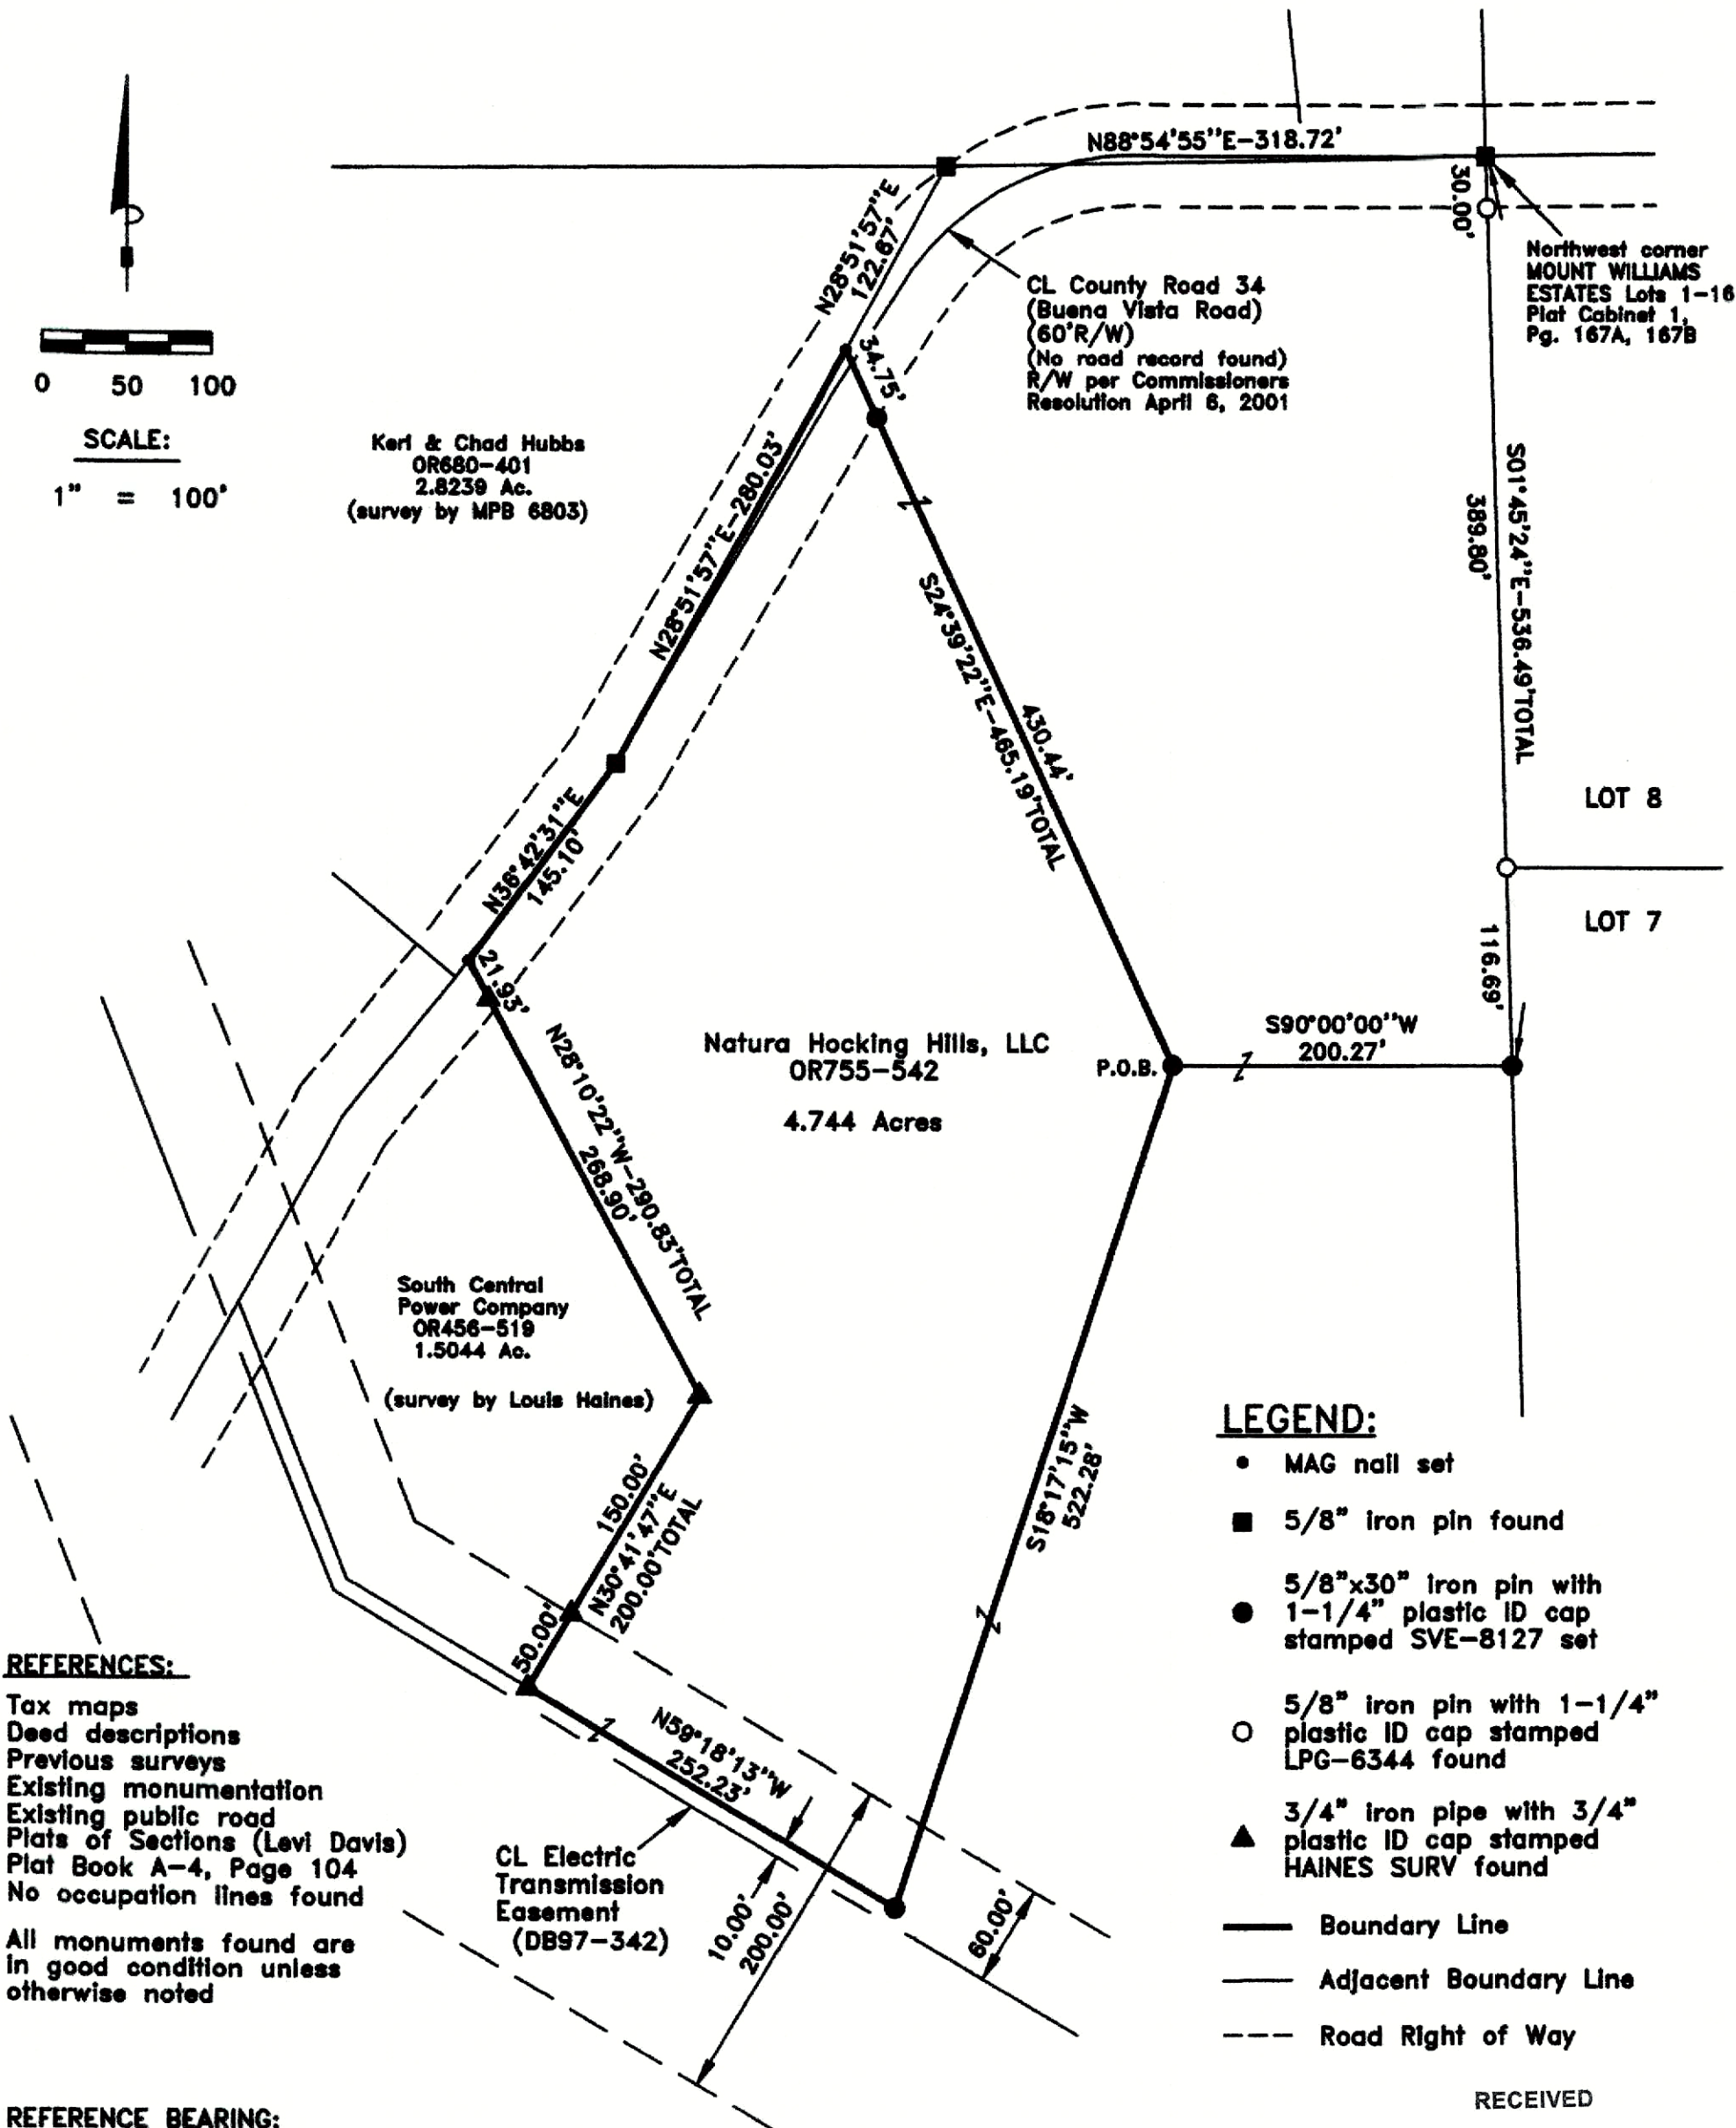 N88°54'55"E-318.72'
30.00'
N28°51'57"E
122.67'
Northwest corner
MOUNT WILLIAMS
ESTATES Lots 1-16
Plat Cabinet 1,
Pg. 167A, 167B
CL County Road 34
(Buena Vista Road)
(60'R/W)
(No road record found)
R/W per Commissioners
Resolution April 6, 2001
0 50 100
SCALE:
1" = 100'
Keri & Chad Hubbs
OR680-401
2.8239 Ac.
(survey by MPB 6803)
34.75'
N28°51'57"E-280.03'
S24°39'22"E-465.19'TOTAL
430.44'
S01°45'24"E-536.49'TOTAL
389.80'
LOT 8
LOT 7
116.69'
N36°42'31"E
145.10'
21.93'
N28°10'22"W-290.83'TOTAL
268.90'
Natura Hocking Hills, LLC
OR755-542
4.744 Acres
P.O.B.
S90°00'00"W
200.27'
South Central
Power Company
OR456-519
1.5044 Ac.
(survey by Louis Haines)
150.00'
N30°41'47"E
200.00'TOTAL
50.00'
S18°17'15"W
522.28'
N59°18'13"W
252.23'
CL Electric
Transmission
Easement
(DB97-342)
10.00'
200.00'
60.00'
LEGEND:
MAG nail set
5/8" iron pin found
5/8"x30" iron pin with
1-1/4" plastic ID cap
stamped SVE-8127 set
5/8" iron pin with 1-1/4"
plastic ID cap stamped
LPG-6344 found
3/4" iron pipe with 3/4"
plastic ID cap stamped
HAINES SURV found
Boundary Line
Adjacent Boundary Line
Road Right of Way
REFERENCES:
Tax maps
Deed descriptions
Previous surveys
Existing monumentation
Existing public road
Plats of Sections (Levi Davis)
Plat Book A-4, Page 104
No occupation lines found
All monuments found are
in good condition unless
otherwise noted
RECEIVED
REFERENCE BEARING: